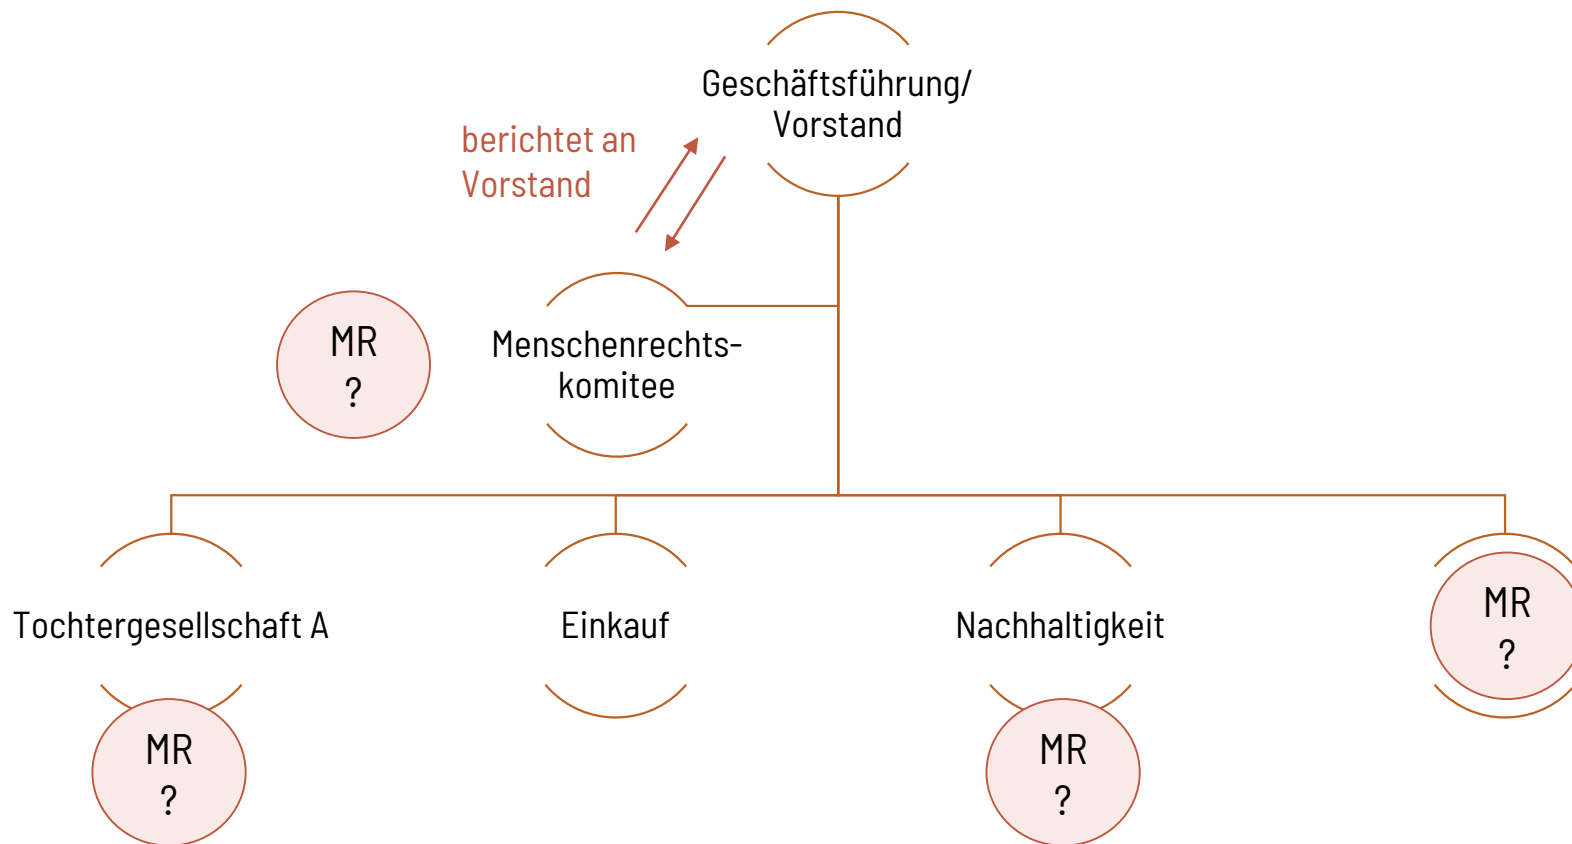 Geschäftsführung/
Vorstand
berichtet an
Vorstand
MR
?
Menschenrechts-
komitee
Tochtergesellschaft A
Einkauf
Nachhaltigkeit
MR
?
MR
?
MR
?